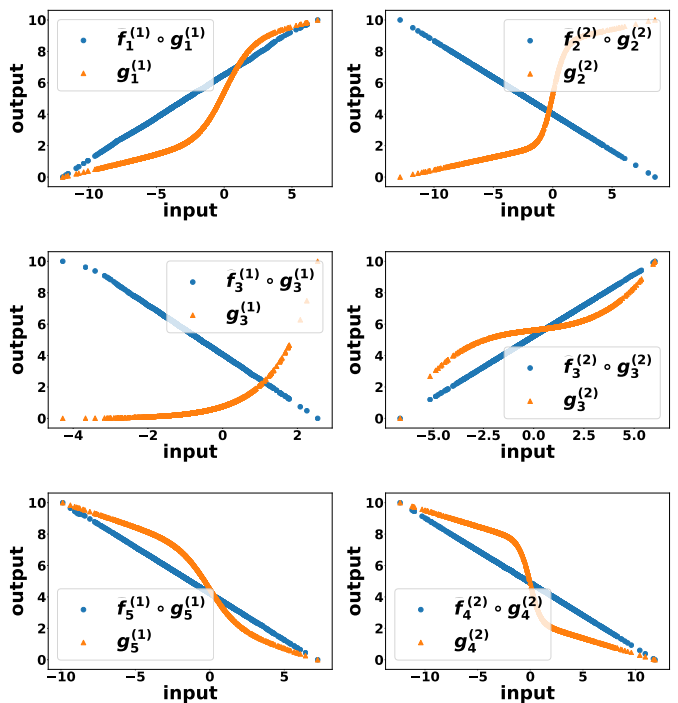 10
8
6
4
2
0
output
f₁⁽¹⁾ ∘ g₁⁽¹⁾
g₁⁽¹⁾
−10 −5 0 5
input
10
8
6
4
2
0
output
f₂⁽²⁾ ∘ g₂⁽²⁾
g₂⁽²⁾
−10 −5 0 5
input
10
8
6
4
2
0
output
f₃⁽¹⁾ ∘ g₃⁽¹⁾
g₃⁽¹⁾
−4 −2 0 2
input
10
8
6
4
2
0
output
f₃⁽²⁾ ∘ g₃⁽²⁾
g₃⁽²⁾
−5.0 −2.5 0.0 2.5 5.0
input
10
8
6
4
2
0
output
f₅⁽¹⁾ ∘ g₅⁽¹⁾
g₅⁽¹⁾
−10 −5 0 5
input
10
8
6
4
2
0
output
f₄⁽²⁾ ∘ g₄⁽²⁾
g₄⁽²⁾
−10 −5 0 5 10
input